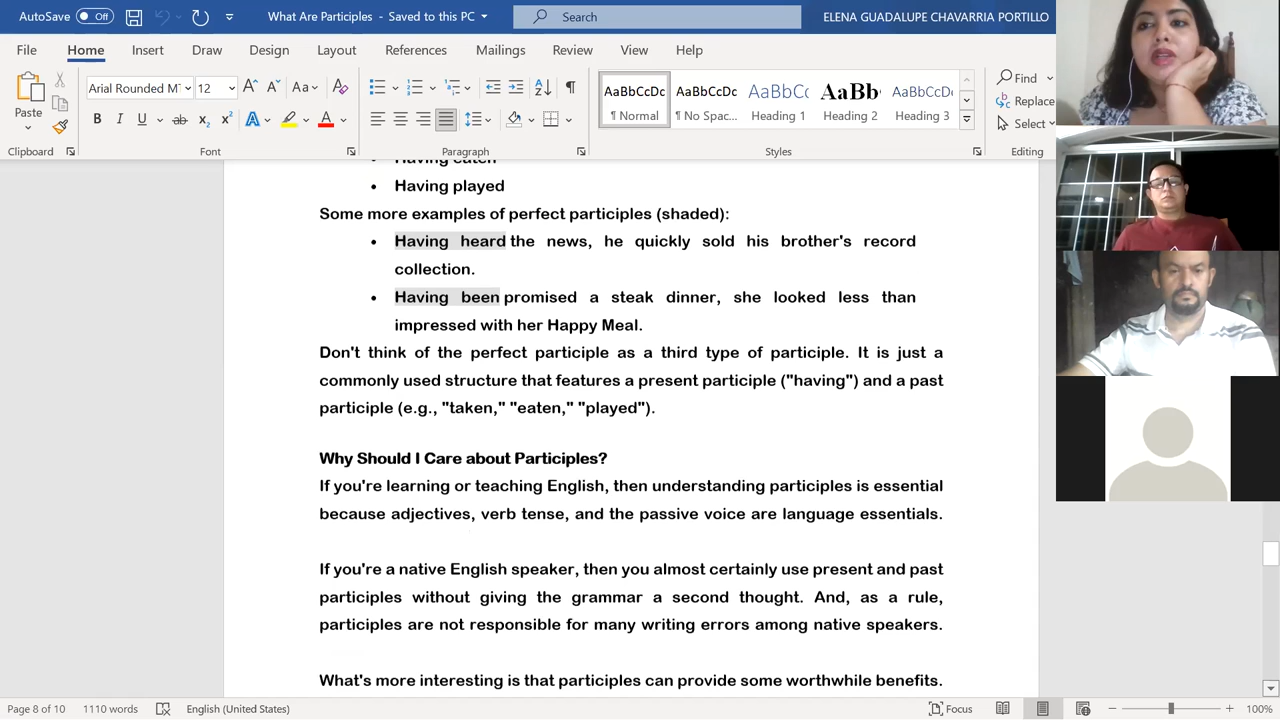 AutoSave Off What Are Participles - Saved to this PC Search ELENA GUADALUPE CHAVARRIA PORTILLO
File Home Insert Draw Design Layout References Mailings Review View Help
Paste
Clipboard
Arial Rounded M 12
Font
Paragraph
AaBbCcDc AaBbCcDc AaBbCc AaBb AaBbCcD
¶ Normal ¶ No Spac... Heading 1 Heading 2 Heading 3
Styles
Find
Replace
Select
Editing
Having eaten
• Having played
Some more examples of perfect participles (shaded):
• Having heard the news, he quickly sold his brother's record
collection.
• Having been promised a steak dinner, she looked less than
impressed with her Happy Meal.
Don't think of the perfect participle as a third type of participle. It is just a
commonly used structure that features a present participle ("having") and a past
participle (e.g., "taken," "eaten," "played").
Why Should I Care about Participles?
If you're learning or teaching English, then understanding participles is essential
because adjectives, verb tense, and the passive voice are language essentials.
If you're a native English speaker, then you almost certainly use present and past
participles without giving the grammar a second thought. And, as a rule,
participles are not responsible for many writing errors among native speakers.
What's more interesting is that participles can provide some worthwhile benefits.
Page 8 of 10 1110 words English (United States) Focus 100%